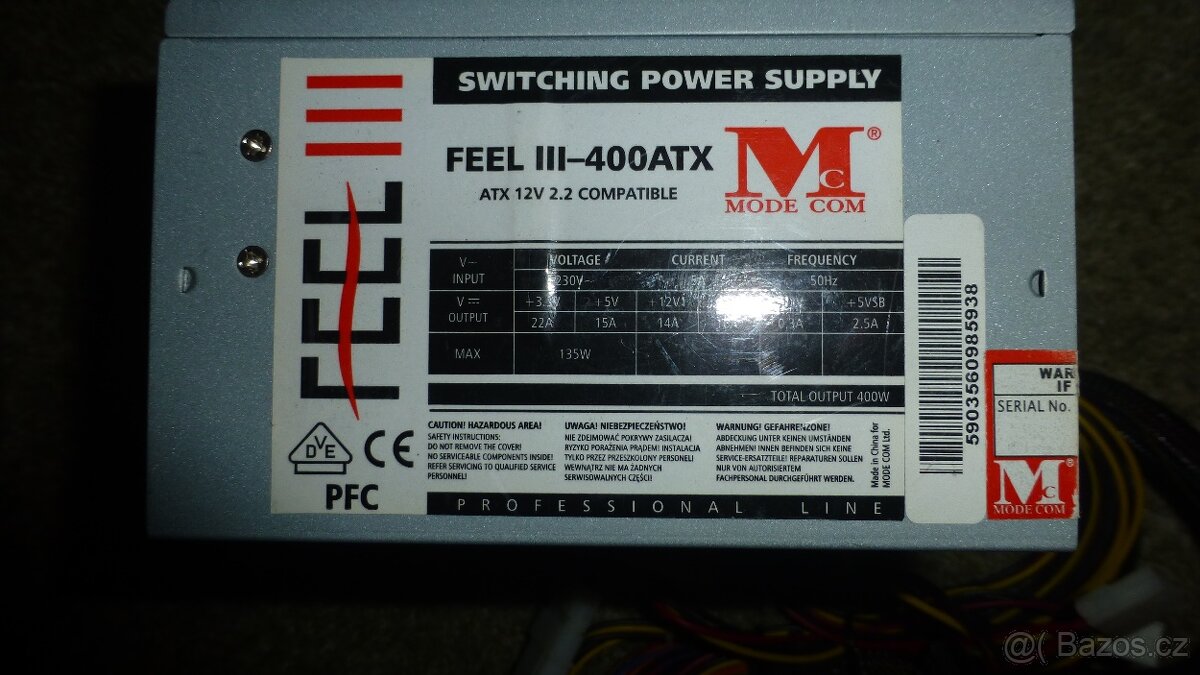 FEEL III
SWITCHING POWER SUPPLY
FEEL III–400ATX
ATX 12V 2.2 COMPATIBLE
MC®
MODE COM
V~ INPUT
VOLTAGE CURRENT FREQUENCY
230V~ 5A 50Hz
V⎓ OUTPUT
+3.3V +5V +12V1 +5VSB
22A 15A 14A 0.3A 2.5A
MAX 135W
TOTAL OUTPUT 400W
DVE
CE
PFC
CAUTION! HAZARDOUS AREA!
SAFETY INSTRUCTIONS:
DO NOT REMOVE THE COVER!
NO SERVICEABLE COMPONENTS INSIDE!
REFER SERVICING TO QUALIFIED SERVICE
PERSONNEL!
UWAGA! NIEBEZPIECZEŃSTWO!
NIE ZDEJMOWAĆ POKRYWY ZASILACZA!
RYZYKO PORAŻENIA PRĄDEM! INSTALACJA
TYLKO PRZEZ PRZESZKOLONY PERSONEL!
WEWNĄTRZ NIE MA ŻADNYCH
SERWISOWALNYCH CZĘŚCI!
WARNUNG! GEFAHRENZONE!
ABDECKUNG UNTER KEINEN UMSTÄNDEN
ABNEHMEN! INNEN BEFINDEN SICH KEINE
SERVICE-ERSATZTEILE! REPARATUREN SOLLEN
NUR VON AUTORISIERTEM
FACHPERSONAL DURCHGEFÜHRT WERDEN.
Made in China for
MODE COM Ltd.
PROFESSIONAL LINE
5903560985938
WAR
IF
SERIAL No.
MC®
MODE COM
@( Bazos.cz